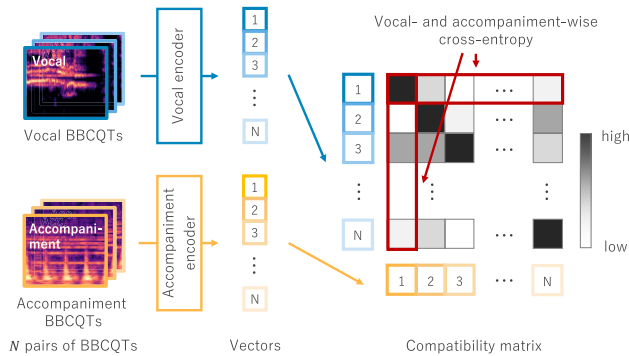 Vocal- and accompaniment-wise
cross-entropy
Vocal
Vocal BBCQTs
Vocal encoder
1
2
3
⋮
N
1
2
3
⋮
N
...
...
...
⋮
⋮
...
high
low
Accompani-
ment
Accompaniment
BBCQTs
Accompaniment
encoder
1
2
3
⋮
N
1
2
3
...
N
N pairs of BBCQTs
Vectors
Compatibility matrix